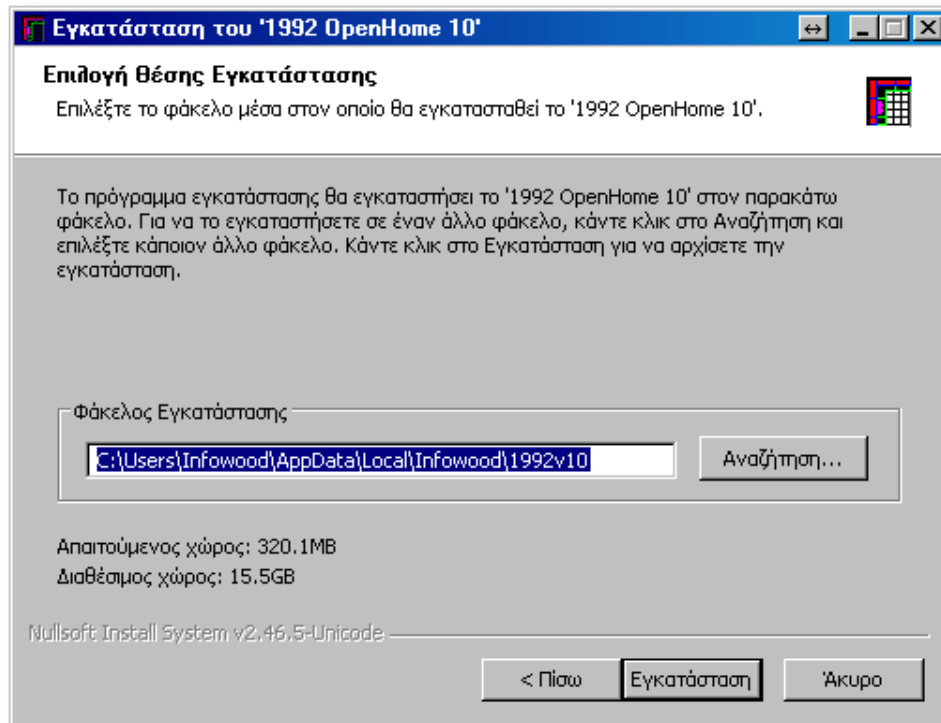 Εγκατάσταση του '1992 OpenHome 10'
Επιλογή Θέσης Εγκατάστασης
Επιλέξτε το φάκελο μέσα στον οποίο θα εγκατασταθεί το '1992 OpenHome 10'.
Το πρόγραμμα εγκατάστασης θα εγκαταστήσει το '1992 OpenHome 10' στον παρακάτω
φάκελο. Για να το εγκαταστήσετε σε έναν άλλο φάκελο, κάντε κλικ στο Αναζήτηση και
επιλέξτε κάποιον άλλο φάκελο. Κάντε κλικ στο Εγκατάσταση για να αρχίσετε την
εγκατάσταση.
Φάκελος Εγκατάστασης
C:\Users\Infowood\AppData\Local\Infowood\1992v10
Αναζήτηση...
Απαιτούμενος χώρος: 320.1MB
Διαθέσιμος χώρος: 15.5GB
Nullsoft Install System v2.46.5-Unicode
< Πίσω
Εγκατάσταση
Άκυρο